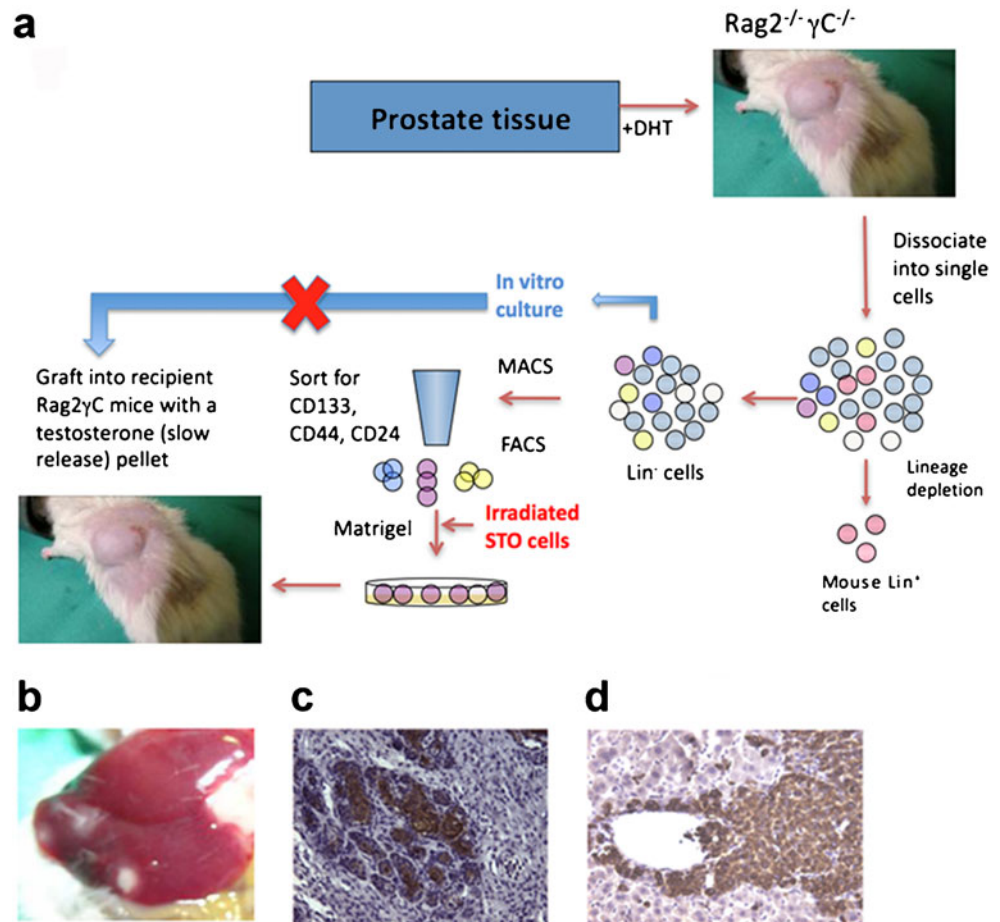 a
Rag2-/- γC-/-
Prostate tissue
+DHT
Dissociate
into single
cells
In vitro
culture
Graft into recipient
Rag2γC mice with a
testosterone (slow
release) pellet
Sort for
CD133,
CD44, CD24
MACS
FACS
Lin- cells
Lineage
depletion
Mouse Lin+
cells
Matrigel
Irradiated
STO cells
b
c
d